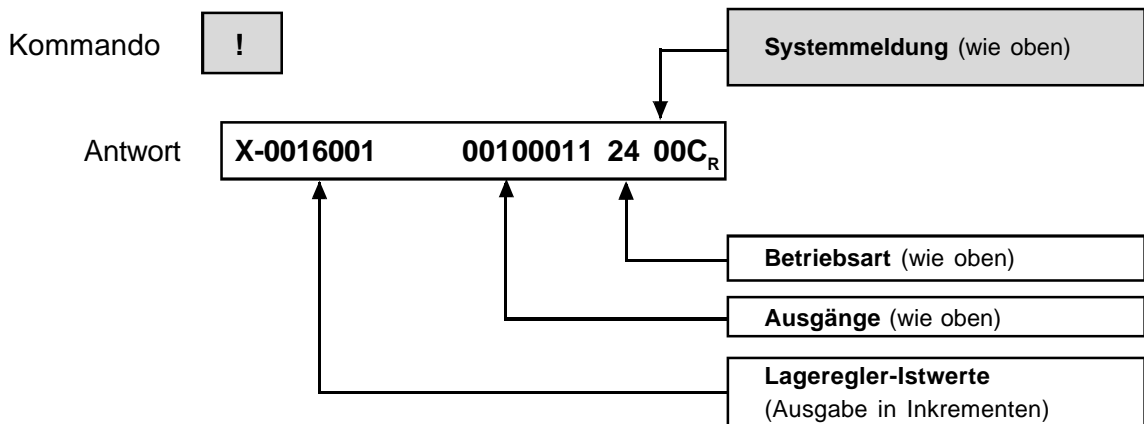 Kommando !
Systemmeldung (wie oben)
Antwort X-0016001 00100011 24 00CR
Betriebsart (wie oben)
Ausgänge (wie oben)
Lageregler-Istwerte
(Ausgabe in Inkrementen)